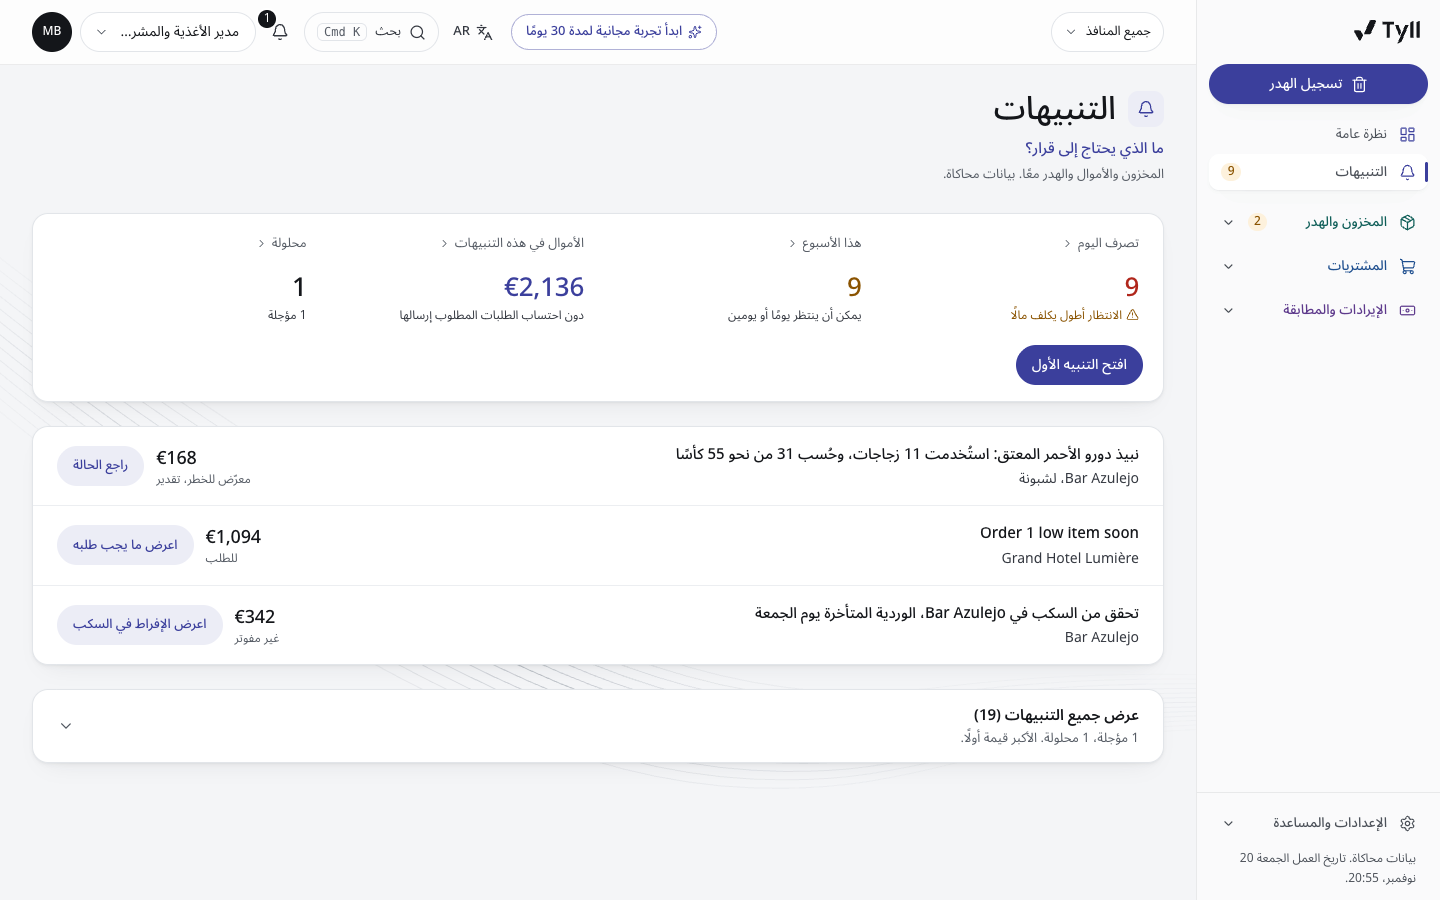 Tyll
تسجيل الهدر
نظرة عامة
التنبيهات
9
المخزون والهدر
2
المشتريات
الإيرادات والمطابقة
الإعدادات والمساعدة
بيانات محاكاة. تاريخ العمل الجمعة 20
نوفمبر، 20:55.
جميع المنافذ
ابدأ تجربة مجانية لمدة 30 يومًا
AR
بحث
Cmd K
1
مدير الأغذية والمشر...
MB
التنبيهات
ما الذي يحتاج إلى قرار؟
المخزون والأموال والهدر معًا. بيانات محاكاة.
تصرف اليوم
9
الانتظار أطول يكلف مالًا
هذا الأسبوع
9
يمكن أن ينتظر يومًا أو يومين
الأموال في هذه التنبيهات
€2,136
دون احتساب الطلبات المطلوب إرسالها
محلولة
1
1 مؤجلة
افتح التنبيه الأول
نبيذ دورو الأحمر المعتق: استُخدمت 11 زجاجات، وحُسب 31 من نحو 55 كأسًا
Bar Azulejo، لشبونة
€168
معرّض للخطر، تقدير
راجع الحالة
Order 1 low item soon
Grand Hotel Lumière
€1,094
للطلب
اعرض ما يجب طلبه
تحقق من السكب في Bar Azulejo، الوردية المتأخرة يوم الجمعة
Bar Azulejo
€342
غير مفوتر
اعرض الإفراط في السكب
عرض جميع التنبيهات (19)
1 مؤجلة، 1 محلولة. الأكبر قيمة أولًا.